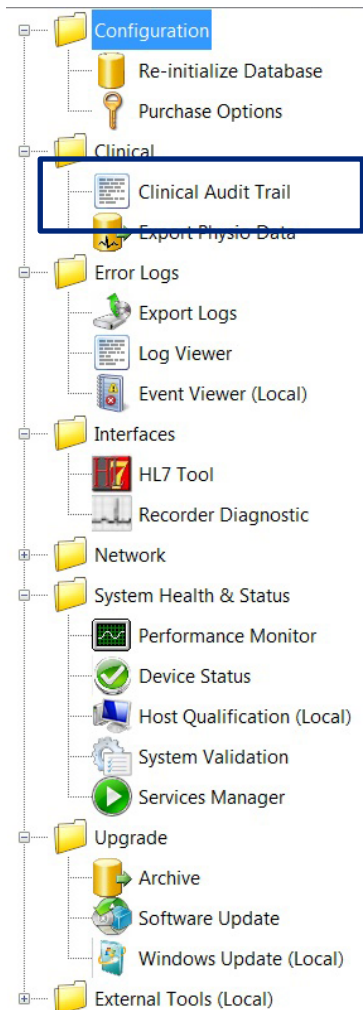 Configuration
Re-initialize Database
Purchase Options
Clinical
Clinical Audit Trail
Export Physio Data
Error Logs
Export Logs
Log Viewer
Event Viewer (Local)
Interfaces
H7
HL7 Tool
Recorder Diagnostic
Network
System Health & Status
Performance Monitor
Device Status
Host Qualification (Local)
System Validation
Services Manager
Upgrade
Archive
Software Update
Windows Update (Local)
External Tools (Local)